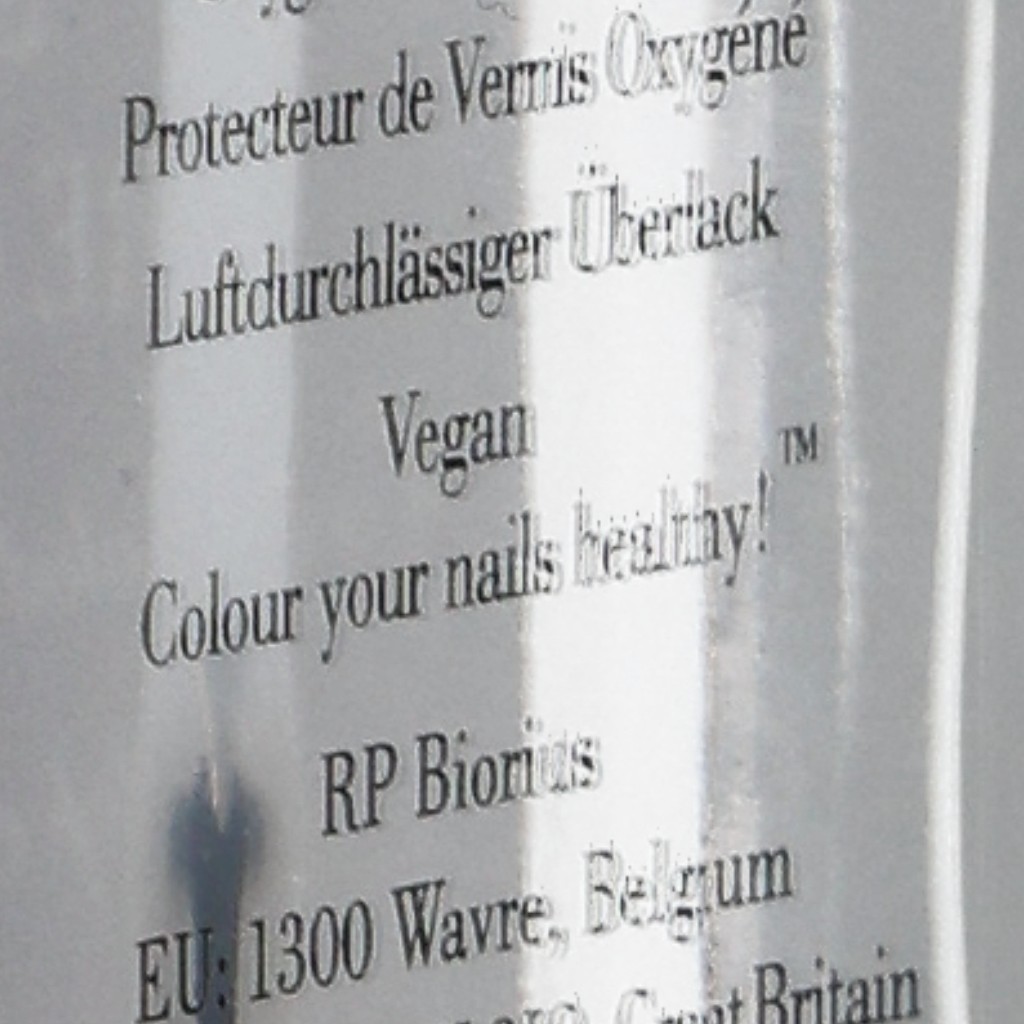 Protecteur de Vernis Oxygéné
Luftdurchlässiger Überlack
Vegan
Colour your nails healthy!™
RP Biorius
EU: 1300 Wavre, Belgium
Great Britain